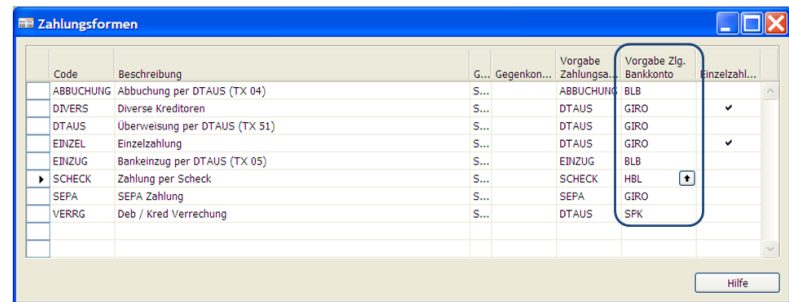 Zahlungsformen
Vorgabe Vorgabe Zlg.
Code Beschreibung G... Gegenkon... Zahlungsa... Bankkonto Einzelzahl...
ABBUCHUNG Abbuchung per DTAUS (TX 04) S... ABBUCHUNG BLB
DIVERS Diverse Kreditoren S... DTAUS GIRO ✔
DTAUS Überweisung per DTAUS (TX 51) S... DTAUS GIRO
EINZEL Einzelzahlung S... DTAUS GIRO ✔
EINZUG Bankeinzug per DTAUS (TX 05) S... EINZUG BLB
SCHECK Zahlung per Scheck S... SCHECK HBL
SEPA SEPA Zahlung S... SEPA GIRO
VERRG Deb / Kred Verrechung S... DTAUS SPK
Hilfe